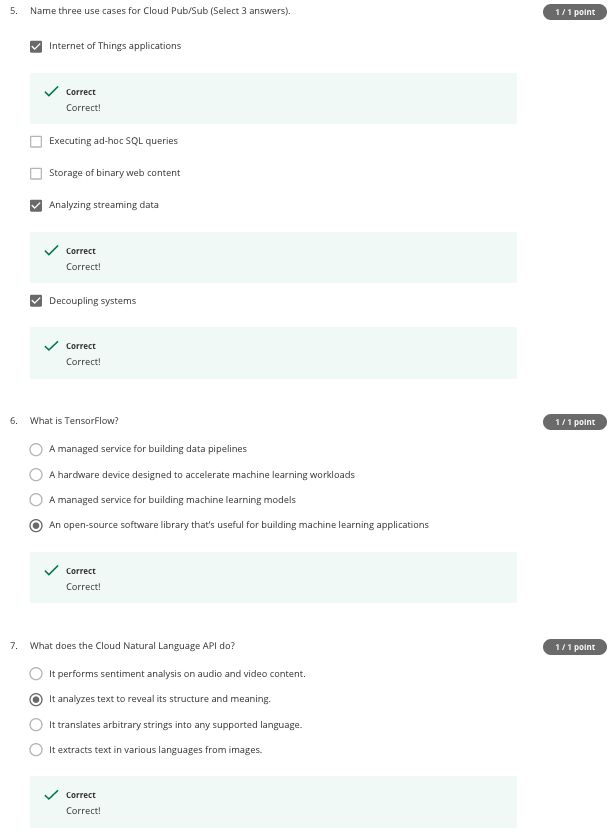 5. Name three use cases for Cloud Pub/Sub (Select 3 answers). 1 / 1 point
Internet of Things applications
Correct
Correct!
Executing ad-hoc SQL queries
Storage of binary web content
Analyzing streaming data
Correct
Correct!
Decoupling systems
Correct
Correct!
6. What is TensorFlow? 1 / 1 point
A managed service for building data pipelines
A hardware device designed to accelerate machine learning workloads
A managed service for building machine learning models
An open-source software library that's useful for building machine learning applications
Correct
Correct!
7. What does the Cloud Natural Language API do? 1 / 1 point
It performs sentiment analysis on audio and video content.
It analyzes text to reveal its structure and meaning.
It translates arbitrary strings into any supported language.
It extracts text in various languages from images.
Correct
Correct!